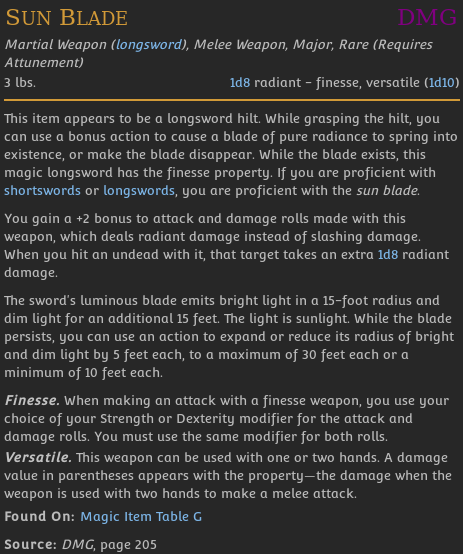 SUN BLADE DMG
Martial Weapon (longsword), Melee Weapon, Major, Rare (Requires
Attunement)
3 lbs. 1d8 radiant - finesse, versatile (1d10)
This item appears to be a longsword hilt. While grasping the hilt, you
can use a bonus action to cause a blade of pure radiance to spring into
existence, or make the blade disappear. While the blade exists, this
magic longsword has the finesse property. If you are proficient with
shortswords or longswords, you are proficient with the sun blade.
You gain a +2 bonus to attack and damage rolls made with this
weapon, which deals radiant damage instead of slashing damage.
When you hit an undead with it, that target takes an extra 1d8 radiant
damage.
The sword's luminous blade emits bright light in a 15-foot radius and
dim light for an additional 15 feet. The light is sunlight. While the blade
persists, you can use an action to expand or reduce its radius of bright
and dim light by 5 feet each, to a maximum of 30 feet each or a
minimum of 10 feet each.
Finesse. When making an attack with a finesse weapon, you use your
choice of your Strength or Dexterity modifier for the attack and
damage rolls. You must use the same modifier for both rolls.
Versatile. This weapon can be used with one or two hands. A damage
value in parentheses appears with the property—the damage when the
weapon is used with two hands to make a melee attack.
Found On: Magic Item Table G
Source: DMG, page 205